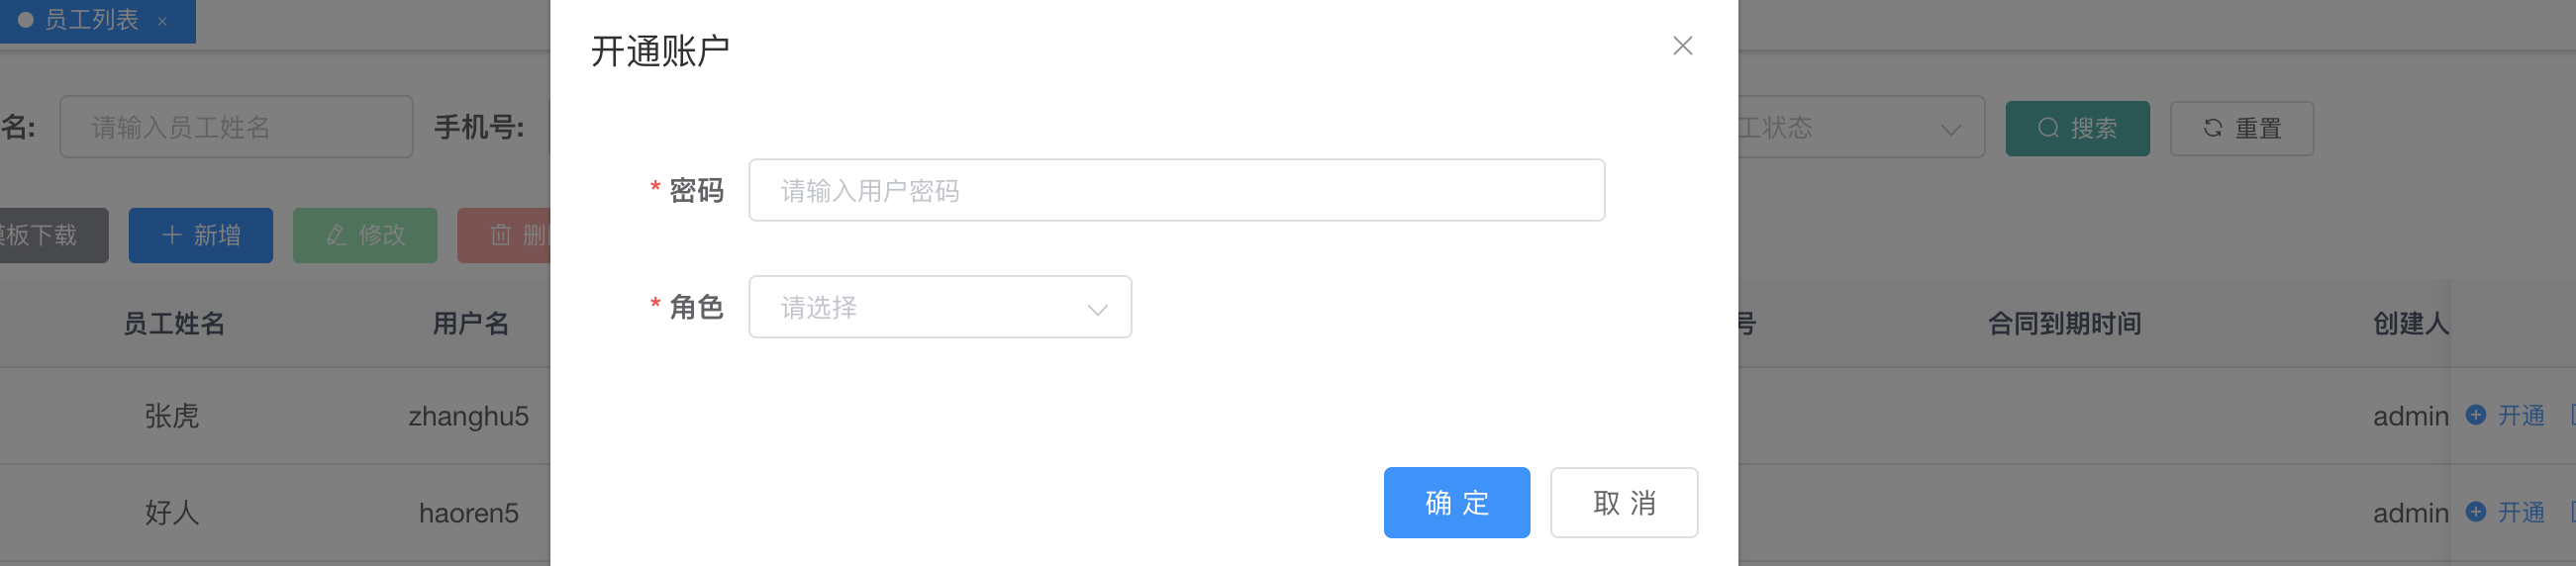 员工列表 ×
开通账户
名: 请输入员工姓名 手机号: 工状态 搜索 重置
* 密码 请输入用户密码
板下载 新增 修改 删
* 角色 请选择
员工姓名 用户名 号 合同到期时间 创建人
张虎 zhanghu5 admin 开通
确 定 取 消
好人 haoren5 admin 开通